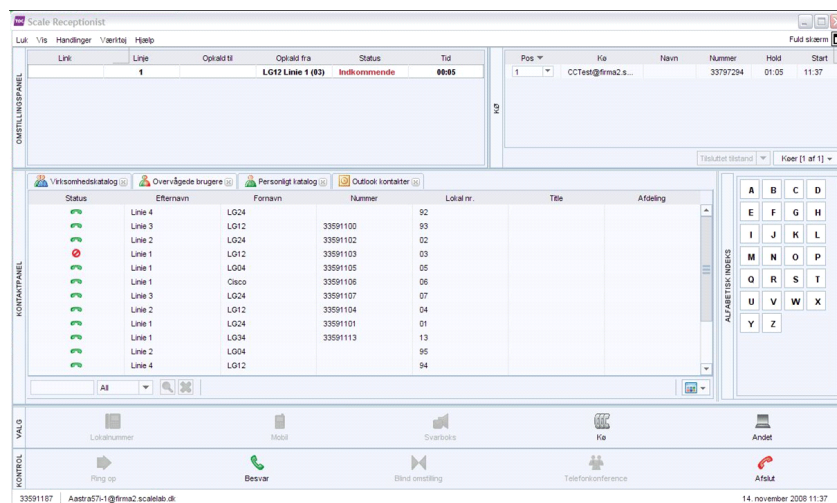 TDC Scale Receptionist
Luk Vis Handlinger Værktøj Hjælp Fuld skærm
OMSTILLINGSPANEL
Link Linje Opkald til Opkald fra Status Tid
1 LG12 Linie 1 (03) Indkommende 00:05
KØ
Pos Kø Navn Nummer Hold Start
1 CCTest@firma2.s... 33797294 01:05 11:37
Tilsluttet tilstand Køer [1 af 1]
KONTAKTPANEL
Virksomhedskatalog Overvågede brugere Personligt katalog Outlook kontakter
Status Efternavn Fornavn Nummer Lokal nr. Title Afdeling
Linie 4 LG24 92
Linie 3 LG12 33591100 93
Linie 2 LG24 33591102 02
Linie 1 LG12 33591103 03
Linie 1 LG04 33591105 05
Linie 1 Cisco 33591106 06
Linie 3 LG24 33591107 07
Linie 2 LG12 33591104 04
Linie 1 LG24 33591101 01
Linie 1 LG34 33591113 13
Linie 2 LG04 95
Linie 4 LG12 94
All
ALFABETISK INDEKS
A B C D
E F G H
I J K L
M N O P
Q R S T
U V W X
Y Z
VALG
Lokalnummer Mobil Svarboks Kø Andet
KONTROL
Ring op Besvar Blind omstilling Telefonkonference Afslut
33591187 Aastra57i-1@firma2.scalelab.dk 14. november 2008 11:37